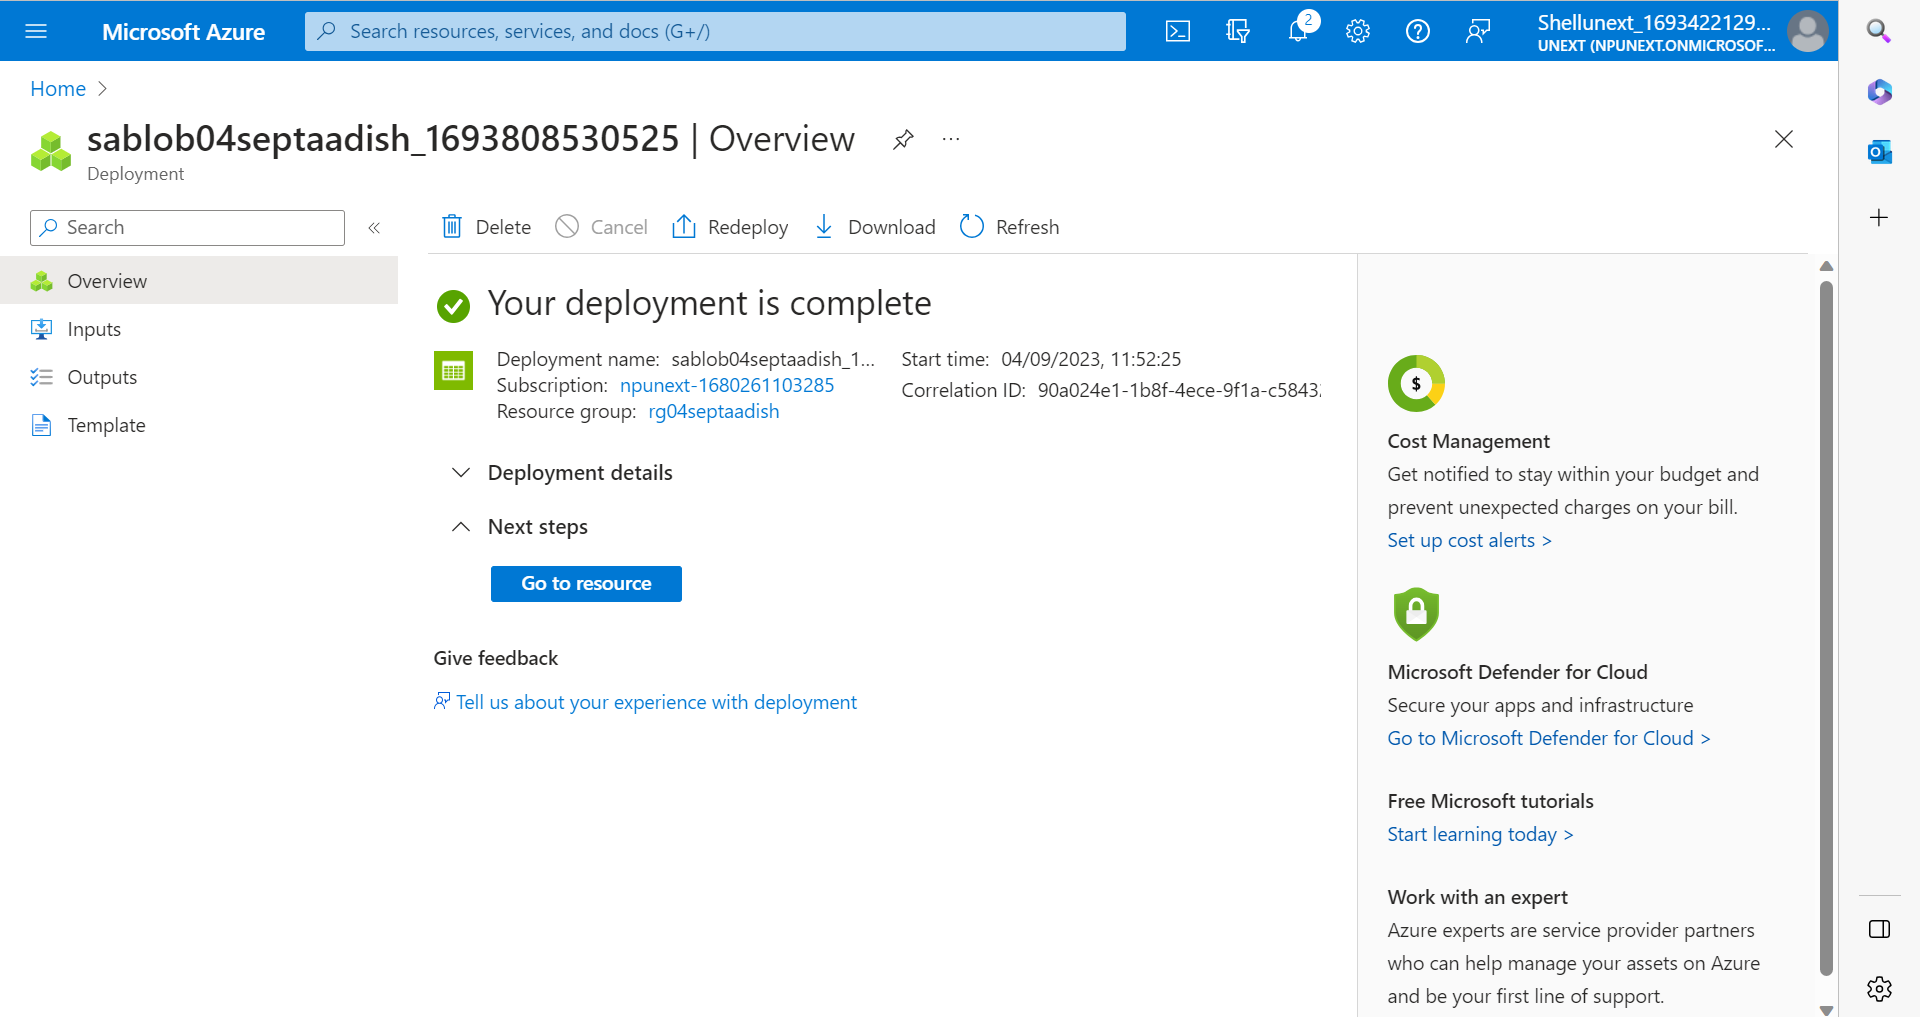 Microsoft Azure
Search resources, services, and docs (G+/)
2
Shellunext_1693422129...
UNEXT (NPUNEXT.ONMICROSOF...
Home
sablob04septaadish_1693808530525 | Overview
...
Deployment
Search
Delete
Cancel
Redeploy
Download
Refresh
Overview
Inputs
Outputs
Template
Your deployment is complete
Deployment name: sablob04septaadish_1...
Subscription: npunext-1680261103285
Resource group: rg04septaadish
Start time: 04/09/2023, 11:52:25
Correlation ID: 90a024e1-1b8f-4ece-9f1a-c5843
Deployment details
Next steps
Go to resource
Give feedback
Tell us about your experience with deployment
$
Cost Management
Get notified to stay within your budget and
prevent unexpected charges on your bill.
Set up cost alerts >
Microsoft Defender for Cloud
Secure your apps and infrastructure
Go to Microsoft Defender for Cloud >
Free Microsoft tutorials
Start learning today >
Work with an expert
Azure experts are service provider partners
who can help manage your assets on Azure
and be your first line of support.